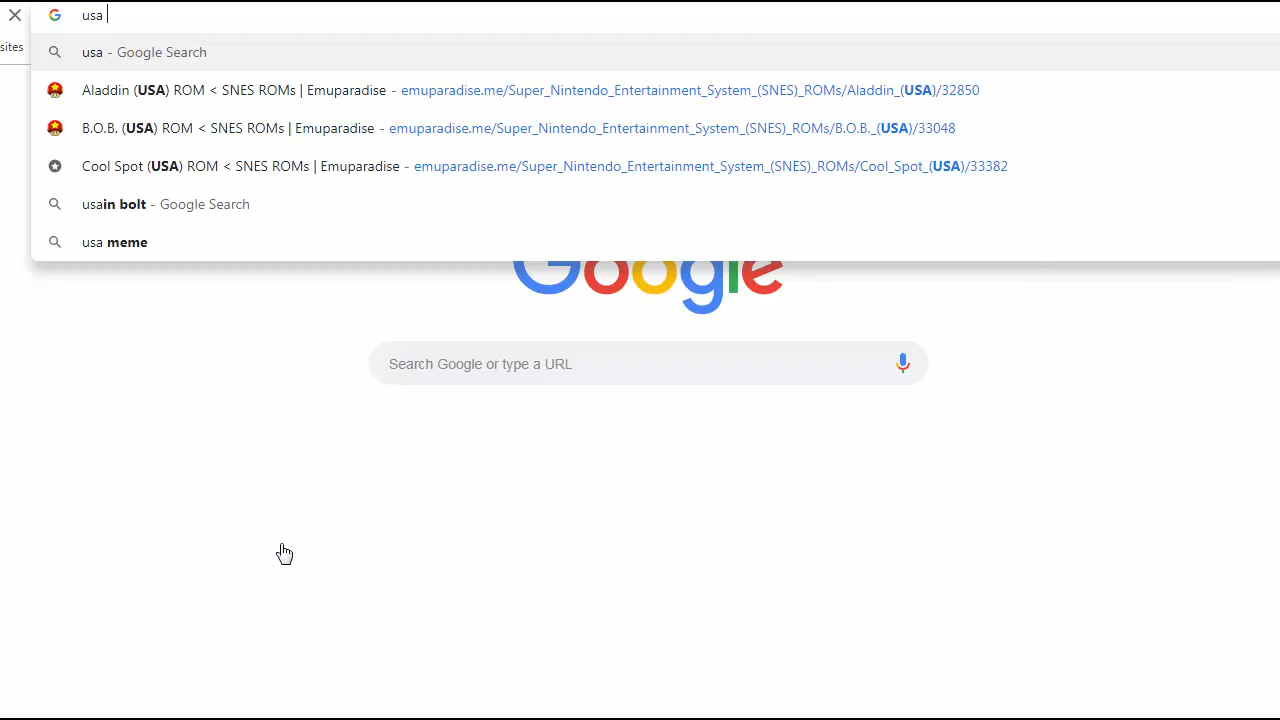 usa
sites
usa - Google Search
Aladdin (USA) ROM < SNES ROMs | Emuparadise - emuparadise.me/Super_Nintendo_Entertainment_System_(SNES)_ROMs/Aladdin_(USA)/32850
B.O.B. (USA) ROM < SNES ROMs | Emuparadise - emuparadise.me/Super_Nintendo_Entertainment_System_(SNES)_ROMs/B.O.B._(USA)/33048
Cool Spot (USA) ROM < SNES ROMs | Emuparadise - emuparadise.me/Super_Nintendo_Entertainment_System_(SNES)_ROMs/Cool_Spot_(USA)/33382
usain bolt - Google Search
usa meme
Google
Search Google or type a URL